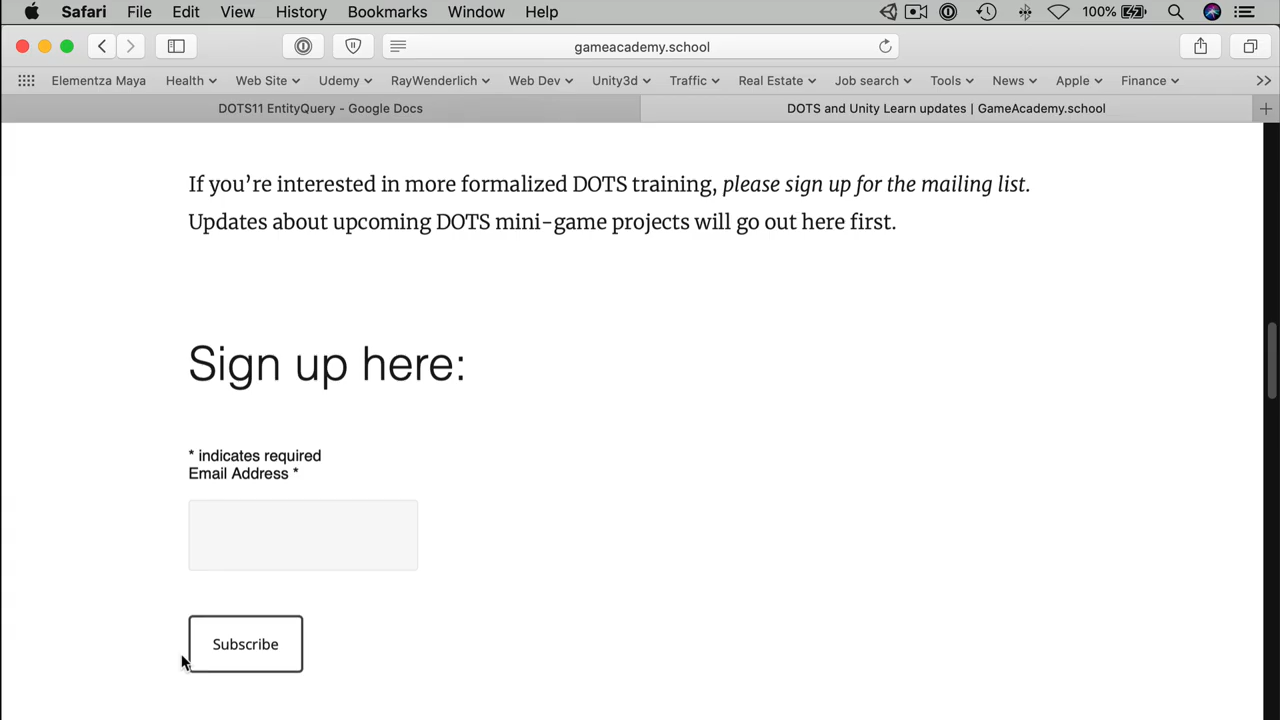 Safari File Edit View History Bookmarks Window Help 100%
gameacademy.school
Elementza Maya Health Web Site Udemy RayWenderlich Web Dev Unity3d Traffic Real Estate Job search Tools News Apple Finance >>
DOTS11 EntityQuery - Google Docs DOTS and Unity Learn updates | GameAcademy.school
If you’re interested in more formalized DOTS training, please sign up for the mailing list.
Updates about upcoming DOTS mini-game projects will go out here first.
Sign up here:
* indicates required
Email Address *
Subscribe